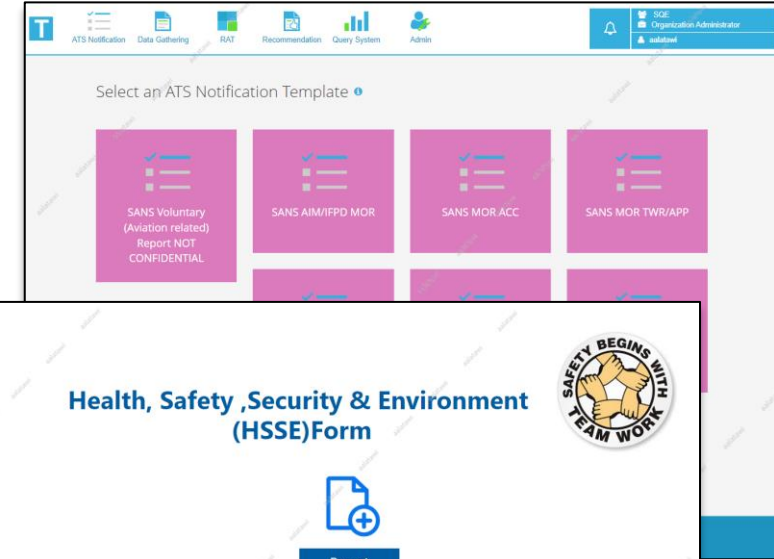 T
ATS Notification
Data Gathering
RAT
Recommendation
Query System
Admin
SQE
Organization Administrator
aalatawi
Select an ATS Notification Template
SANS Voluntary
(Aviation related)
Report NOT
CONFIDENTIAL
SANS AIM/IFPD MOR
SANS MOR ACC
SANS MOR TWR/APP
Health, Safety ,Security & Environment
(HSSE)Form
SAFETY BEGINS WITH
TEAM WORK